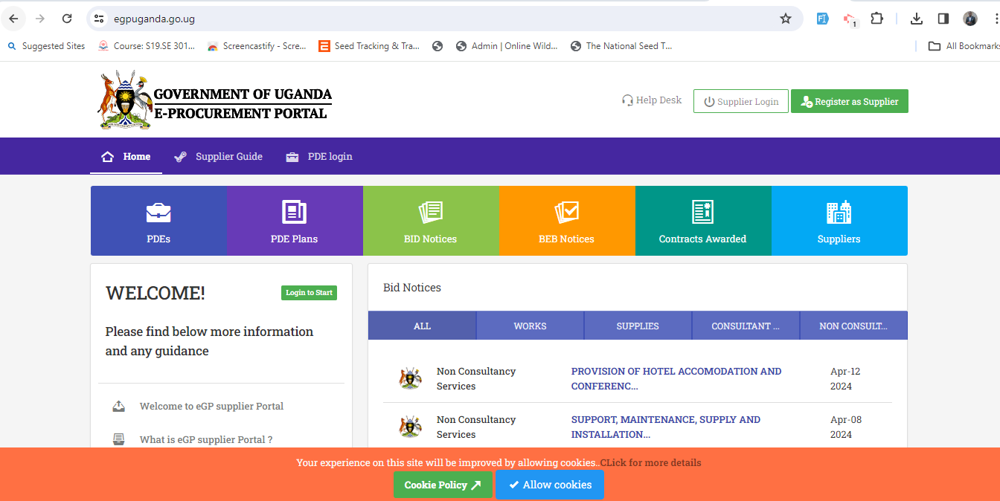 egpuganda.go.ug
1
Suggested Sites
Course: S19.SE 301...
Screencastify - Scre...
Seed Tracking & Tra...
Admin | Online Wild...
The National Seed T...
All Bookmarks
GOVERNMENT OF UGANDA
E-PROCUREMENT PORTAL
Help Desk
Supplier Login
Register as Supplier
Home
Supplier Guide
PDE login
PDEs
PDE Plans
BID Notices
BEB Notices
Contracts Awarded
Suppliers
WELCOME!
Login to Start
Please find below more information
and any guidance
Welcome to eGP supplier Portal
What is eGP supplier Portal ?
Bid Notices
ALL
WORKS
SUPPLIES
CONSULTANT ...
NON CONSULT...
Non Consultancy
Services
PROVISION OF HOTEL ACCOMODATION AND
CONFERENC...
Apr-12
2024
Non Consultancy
Services
SUPPORT, MAINTENANCE, SUPPLY AND
INSTALLATION...
Apr-08
2024
Your experience on this site will be improved by allowing cookies..CLick for more details
Cookie Policy
Allow cookies